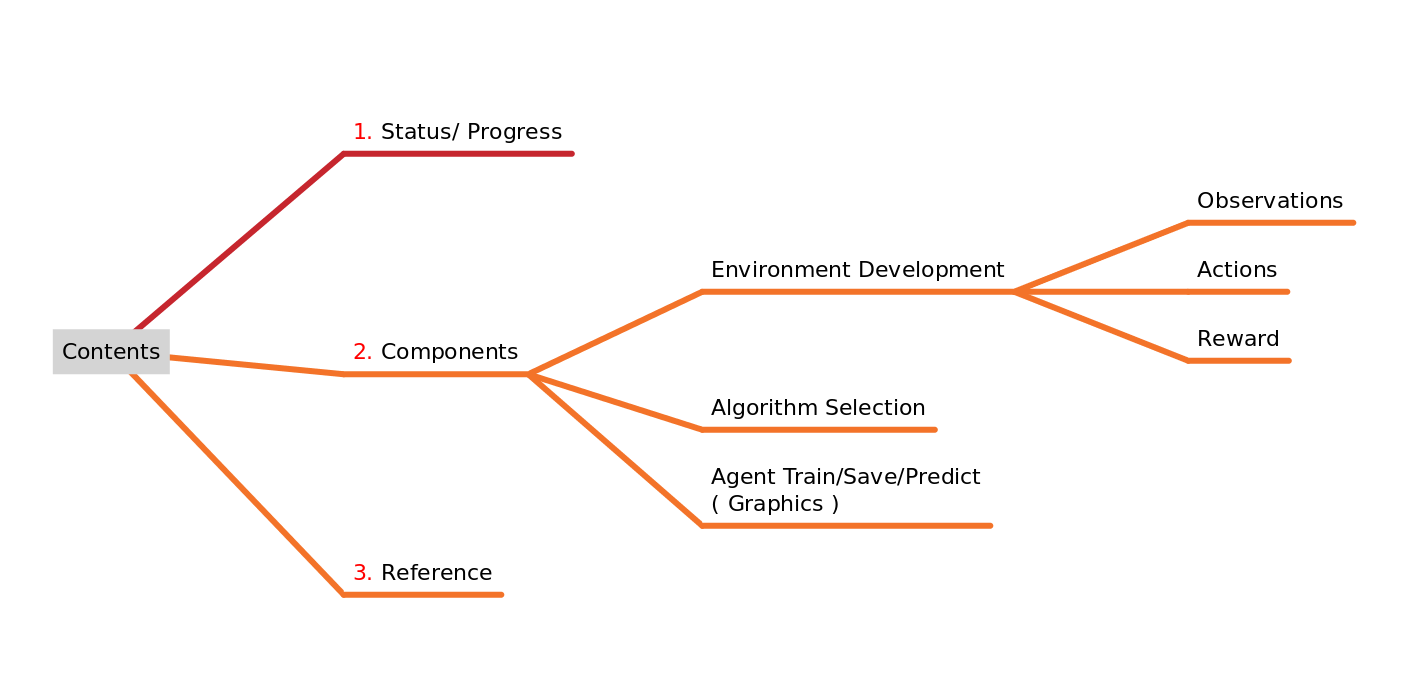 Contents
1. Status/ Progress
2. Components
Environment Development
Observations
Actions
Reward
Algorithm Selection
Agent Train/Save/Predict
( Graphics )
3. Reference